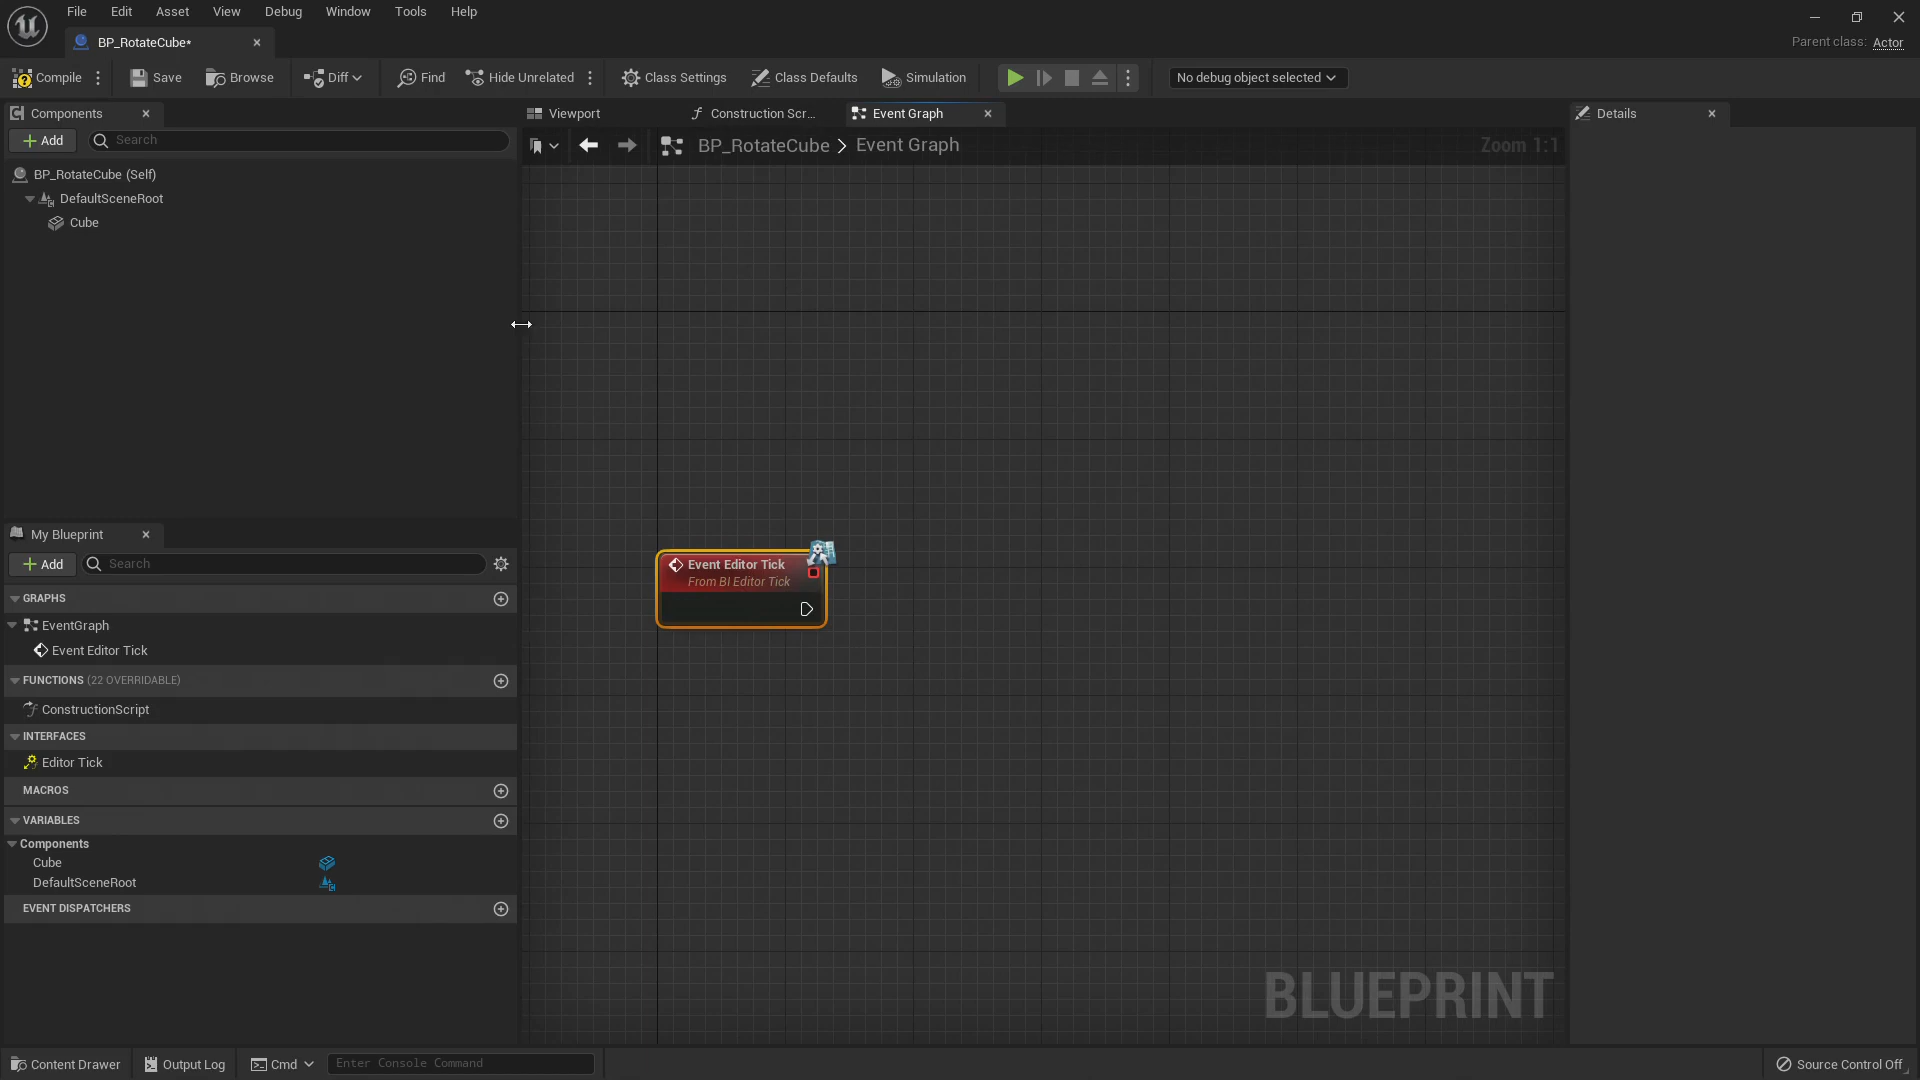 File Edit Asset View Debug Window Tools Help
BP_RotateCube*
Parent class: Actor
Compile Save Browse Diff Find Hide Unrelated Class Settings Class Defaults Simulation No debug object selected
Components Viewport Construction Scr... Event Graph Details
Add Search
BP_RotateCube > Event Graph Zoom 1:1
BP_RotateCube (Self)
DefaultSceneRoot
Cube
My Blueprint
Add Search
Event Editor Tick
From BI Editor Tick
GRAPHS
EventGraph
Event Editor Tick
FUNCTIONS (22 OVERRIDABLE)
ConstructionScript
INTERFACES
Editor Tick
MACROS
VARIABLES
Components
Cube
DefaultSceneRoot
EVENT DISPATCHERS
BLUEPRINT
Content Drawer Output Log Cmd Enter Console Command Source Control Off